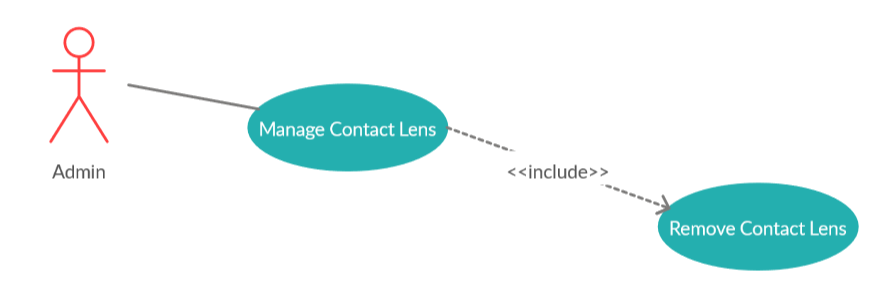 Manage Contact Lens
Admin
<<include>>
Remove Contact Lens